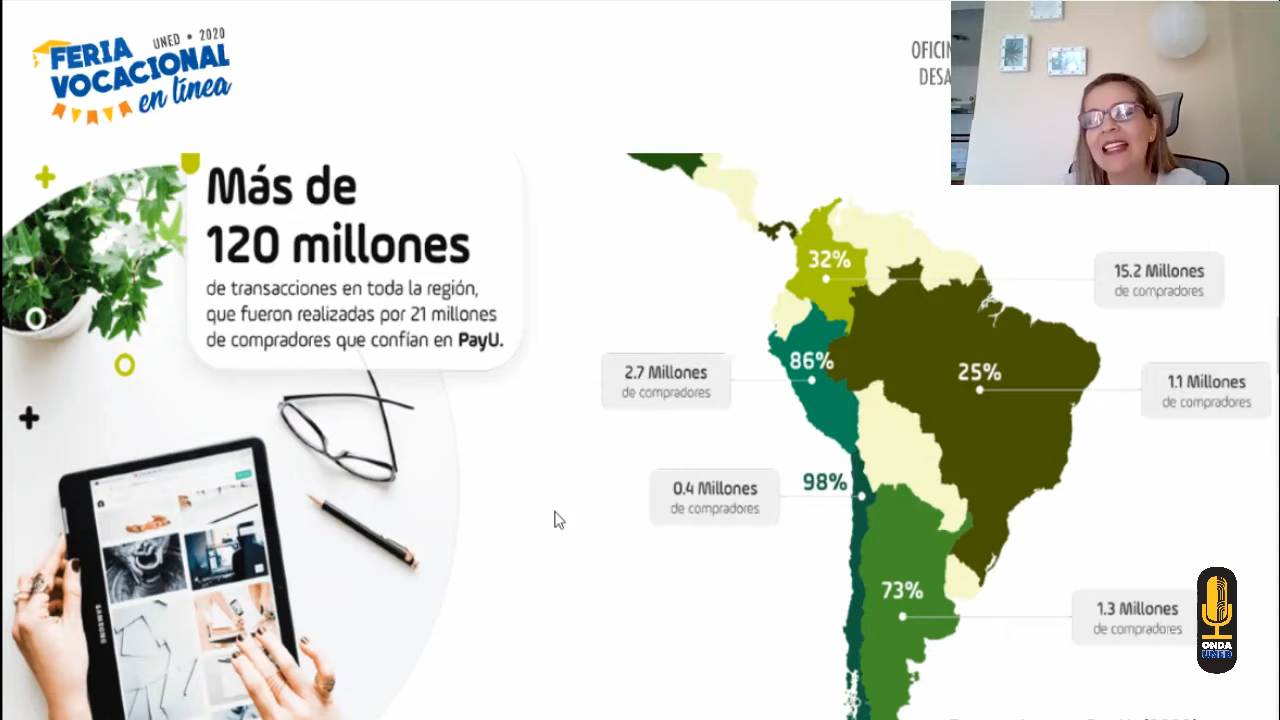 UNED • 2020
FERIA
VOCACIONAL
en línea
Más de
120 millones
de transacciones en toda la región,
que fueron realizadas por 21 millones
de compradores que confían en PayU.
32%
15.2 Millones
de compradores
86%
2.7 Millones
de compradores
25%
1.1 Millones
de compradores
98%
0.4 Millones
de compradores
73%
1.3 Millones
de compradores
SAMSUNG
ONDA
UNED